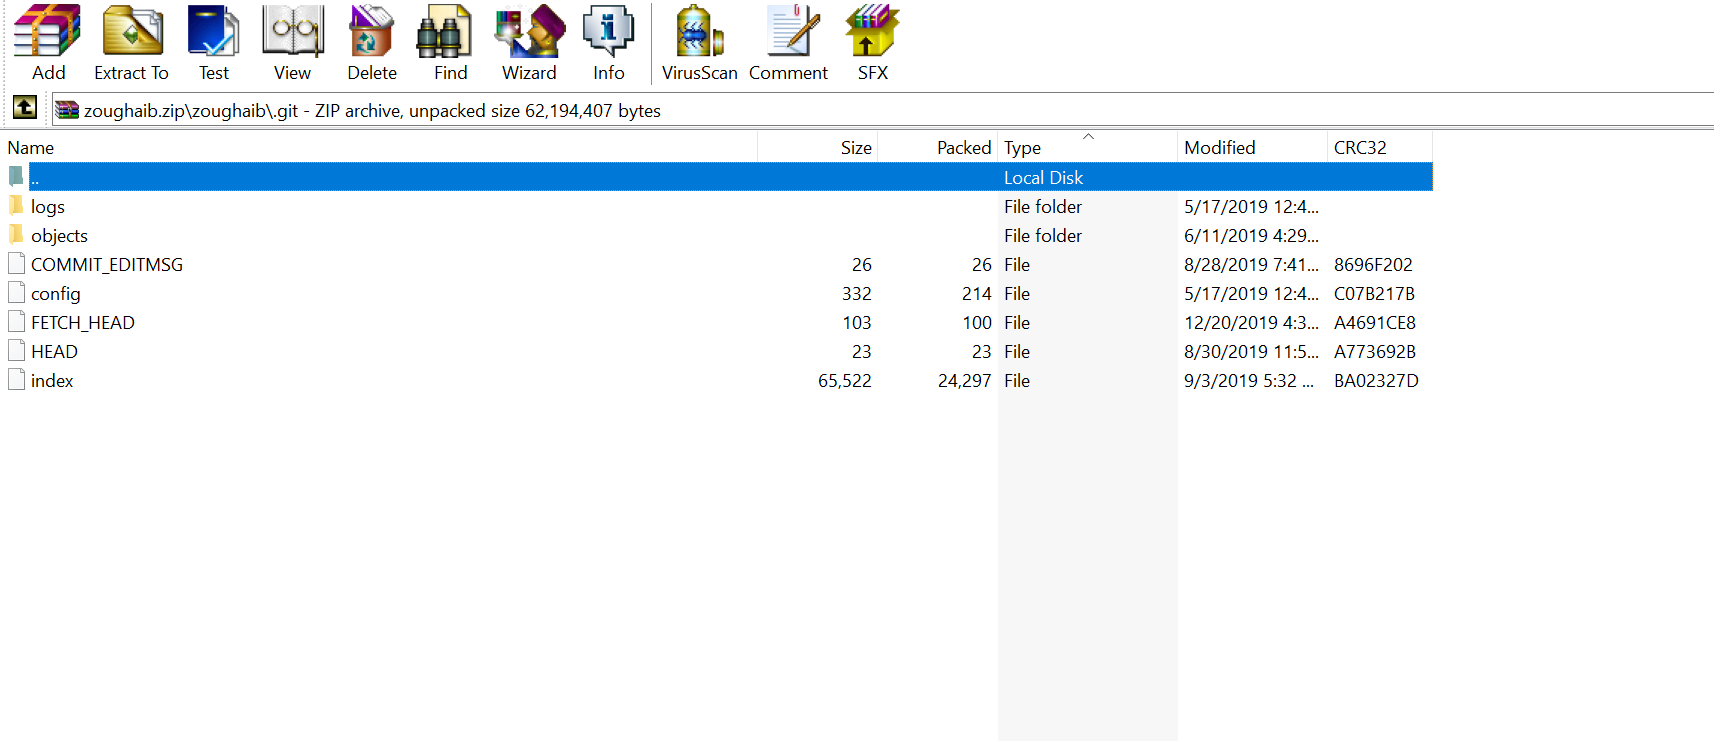 Add Extract To Test View Delete Find Wizard Info VirusScan Comment SFX
zoughaib.zip\zoughaib\.git - ZIP archive, unpacked size 62,194,407 bytes
Name Size Packed Type Modified CRC32
.. Local Disk
logs File folder 5/17/2019 12:4...
objects File folder 6/11/2019 4:29...
COMMIT_EDITMSG 26 26 File 8/28/2019 7:41... 8696F202
config 332 214 File 5/17/2019 12:4... C07B217B
FETCH_HEAD 103 100 File 12/20/2019 4:3... A4691CE8
HEAD 23 23 File 8/30/2019 11:5... A773692B
index 65,522 24,297 File 9/3/2019 5:32 ... BA02327D